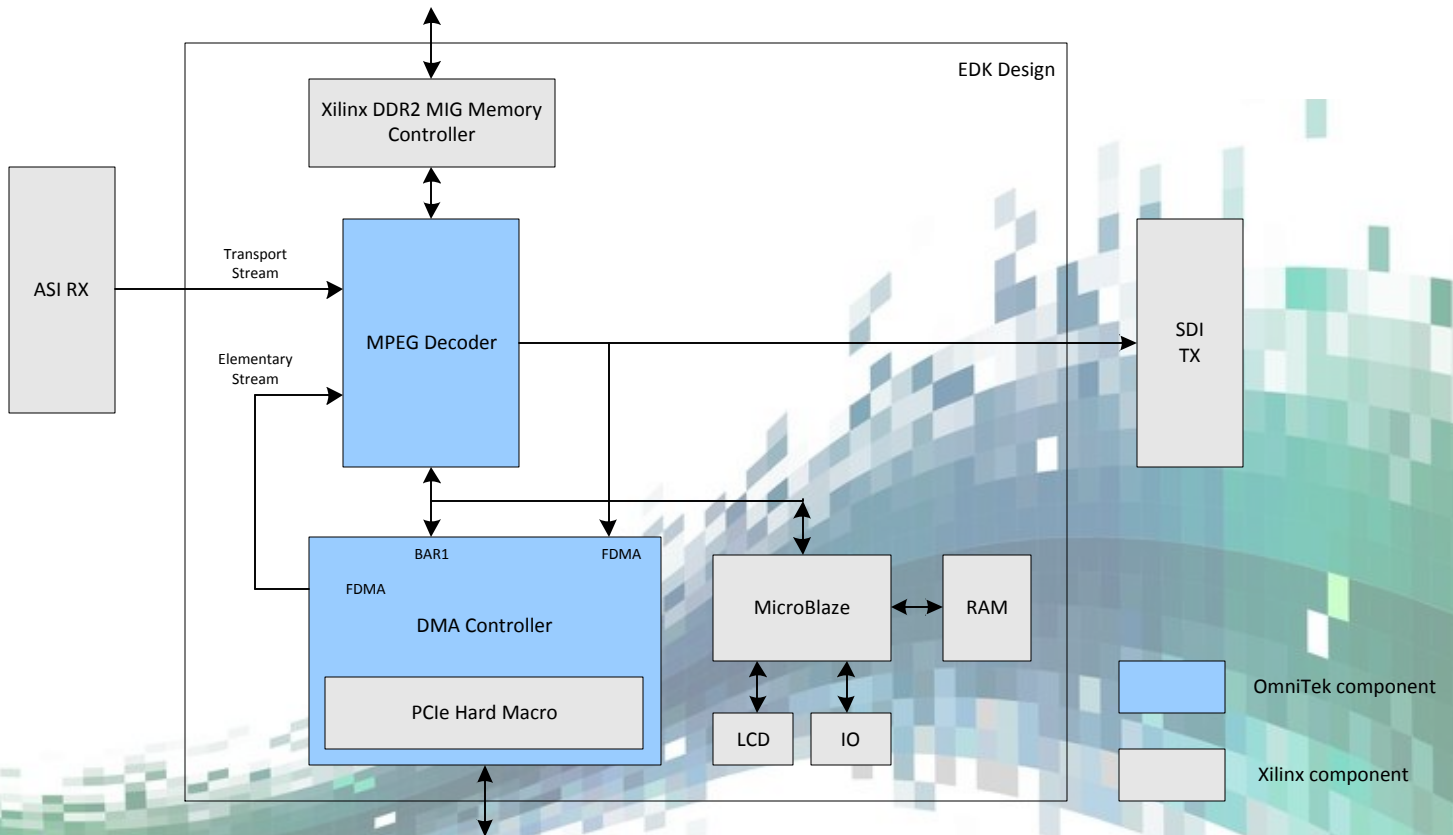 EDK Design
Xilinx DDR2 MIG Memory
Controller
ASI RX
Transport
Stream
MPEG Decoder
SDI
TX
Elementary
Stream
BAR1
FDMA
FDMA
DMA Controller
PCIe Hard Macro
MicroBlaze
RAM
LCD
IO
OmniTek component
Xilinx component